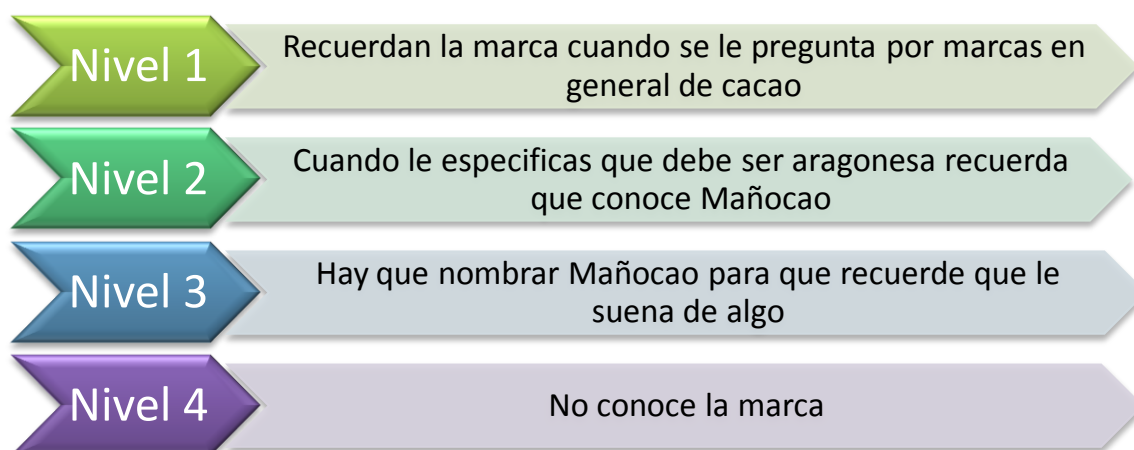 Nivel 1
Recuerdan la marca cuando se le pregunta por marcas en
general de cacao
Nivel 2
Cuando le especificas que debe ser aragonesa recuerda
que conoce Mañocao
Nivel 3
Hay que nombrar Mañocao para que recuerde que le
suena de algo
Nivel 4
No conoce la marca